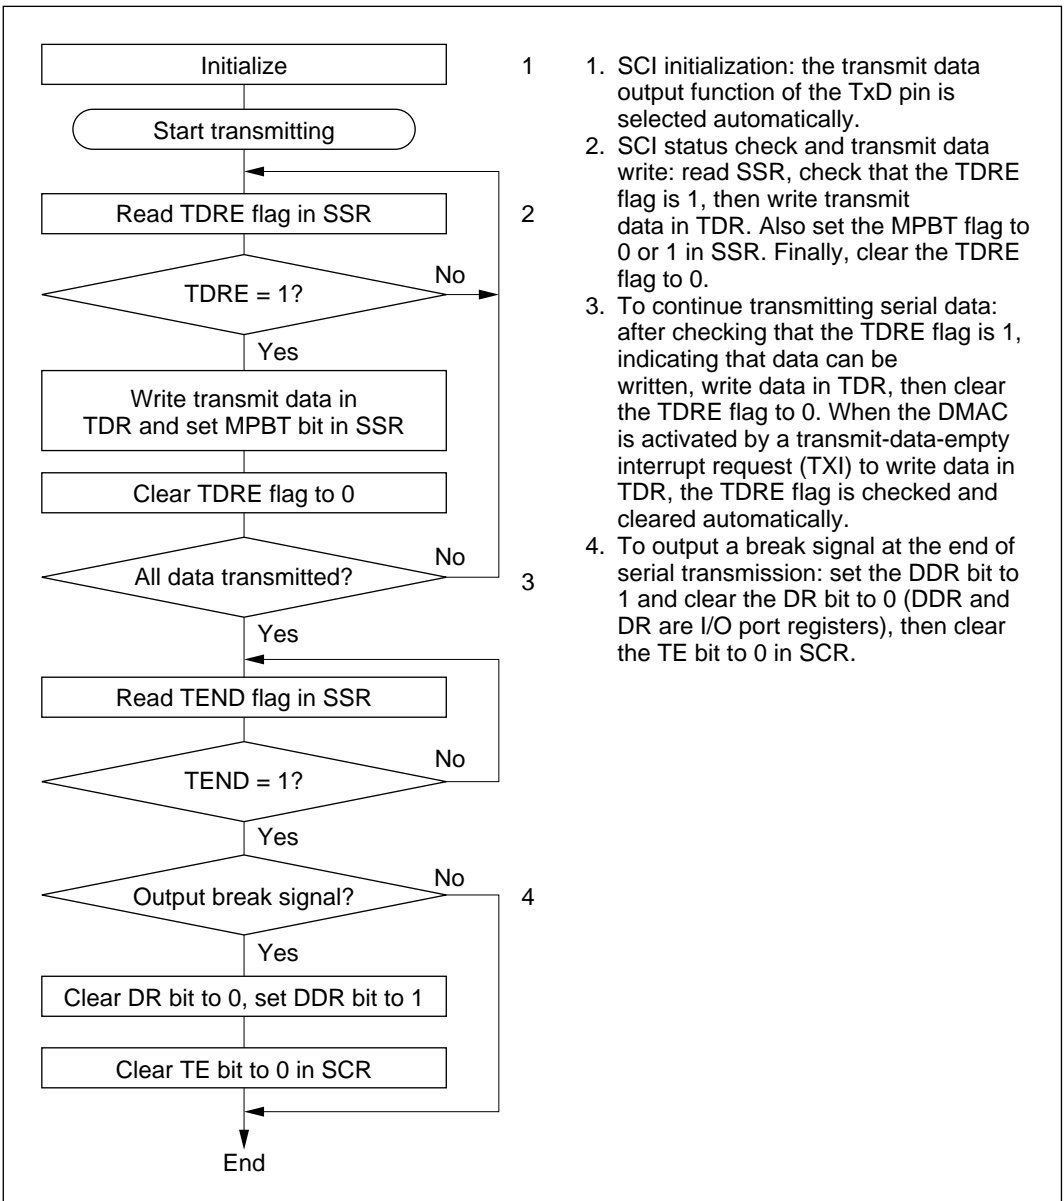 Initialize
1
Start transmitting
Read TDRE flag in SSR
2
TDRE = 1?
No
Yes
Write transmit data in
TDR and set MPBT bit in SSR
Clear TDRE flag to 0
All data transmitted?
No
3
Yes
Read TEND flag in SSR
TEND = 1?
No
Yes
Output break signal?
No
4
Yes
Clear DR bit to 0, set DDR bit to 1
Clear TE bit to 0 in SCR
End
1. SCI initialization: the transmit data
output function of the TxD pin is
selected automatically.
2. SCI status check and transmit data
write: read SSR, check that the TDRE
flag is 1, then write transmit
data in TDR. Also set the MPBT flag to
0 or 1 in SSR. Finally, clear the TDRE
flag to 0.
3. To continue transmitting serial data:
after checking that the TDRE flag is 1,
indicating that data can be
written, write data in TDR, then clear
the TDRE flag to 0. When the DMAC
is activated by a transmit-data-empty
interrupt request (TXI) to write data in
TDR, the TDRE flag is checked and
cleared automatically.
4. To output a break signal at the end of
serial transmission: set the DDR bit to
1 and clear the DR bit to 0 (DDR and
DR are I/O port registers), then clear
the TE bit to 0 in SCR.